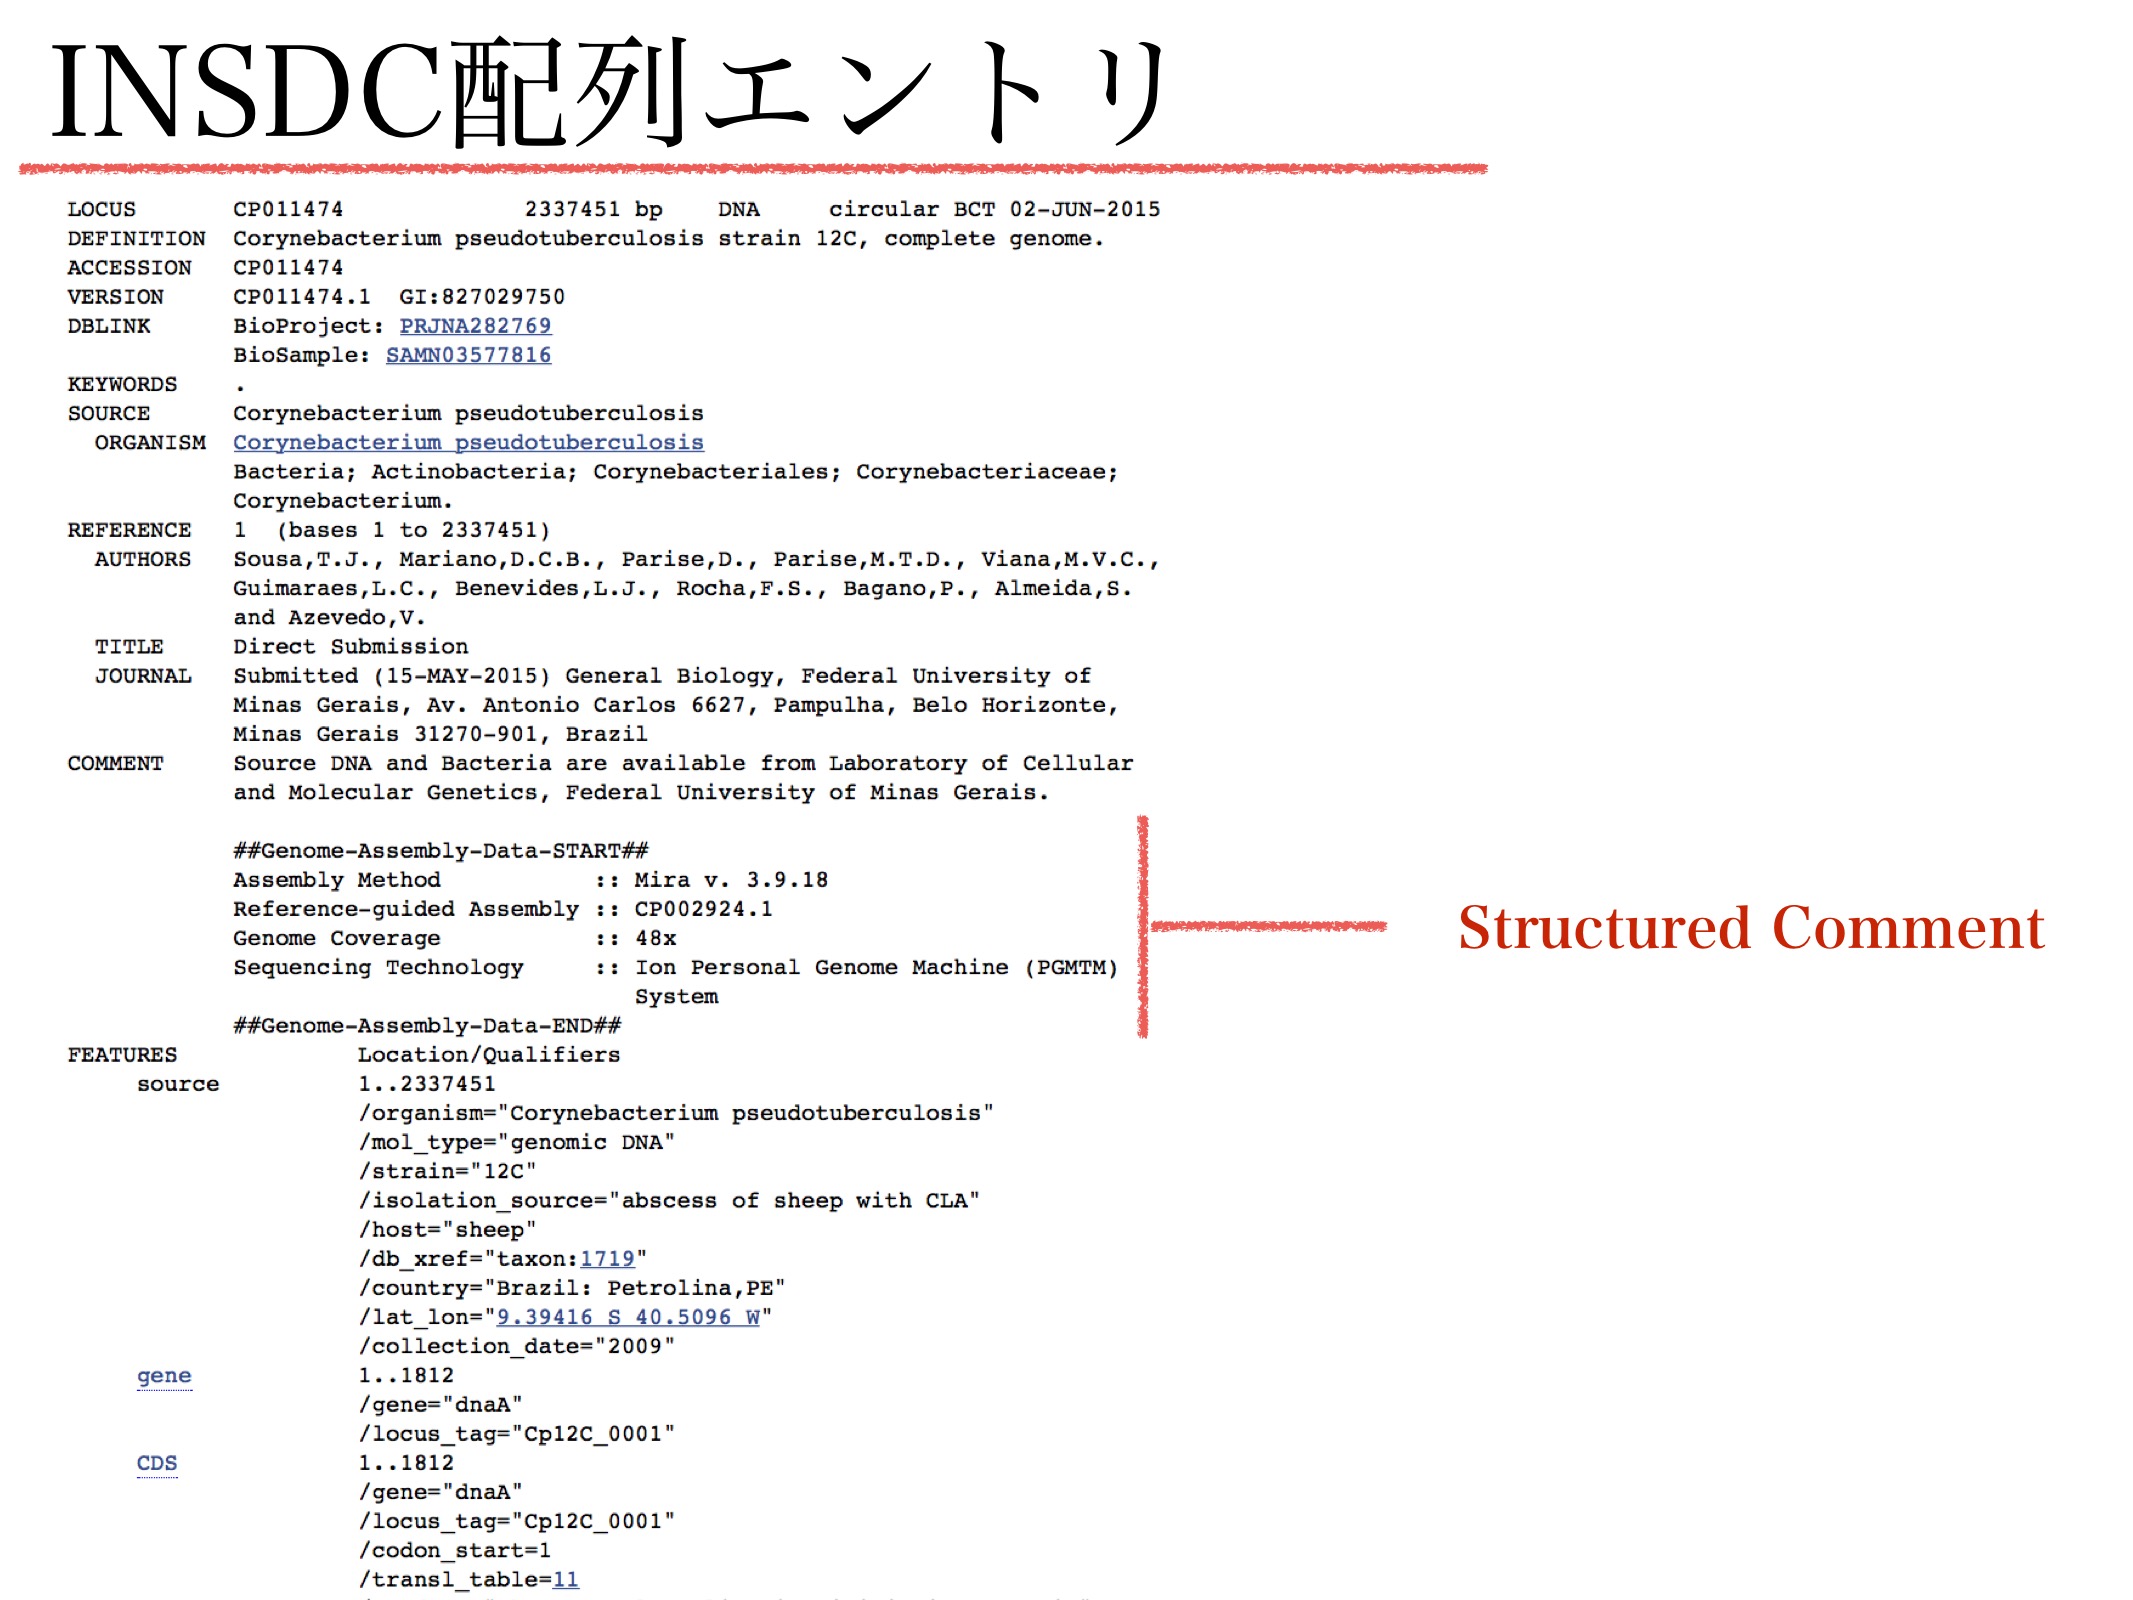 INSDC配列エントリ
LOCUS CP011474 2337451 bp DNA circular BCT 02-JUN-2015
DEFINITION Corynebacterium pseudotuberculosis strain 12C, complete genome.
ACCESSION CP011474
VERSION CP011474.1 GI:827029750
DBLINK BioProject: PRJNA282769
BioSample: SAMN03577816
KEYWORDS .
SOURCE Corynebacterium pseudotuberculosis
ORGANISM Corynebacterium pseudotuberculosis
Bacteria; Actinobacteria; Corynebacteriales; Corynebacteriaceae;
Corynebacterium.
REFERENCE 1 (bases 1 to 2337451)
AUTHORS Sousa,T.J., Mariano,D.C.B., Parise,D., Parise,M.T.D., Viana,M.V.C.,
Guimaraes,L.C., Benevides,L.J., Rocha,F.S., Bagano,P., Almeida,S.
and Azevedo,V.
TITLE Direct Submission
JOURNAL Submitted (15-MAY-2015) General Biology, Federal University of
Minas Gerais, Av. Antonio Carlos 6627, Pampulha, Belo Horizonte,
Minas Gerais 31270-901, Brazil
COMMENT Source DNA and Bacteria are available from Laboratory of Cellular
and Molecular Genetics, Federal University of Minas Gerais.
##Genome-Assembly-Data-START##
Assembly Method :: Mira v. 3.9.18
Reference-guided Assembly :: CP002924.1
Genome Coverage :: 48x
Sequencing Technology :: Ion Personal Genome Machine (PGMTM)
System
##Genome-Assembly-Data-END##
Structured Comment
FEATURES Location/Qualifiers
source 1..2337451
/organism="Corynebacterium pseudotuberculosis"
/mol_type="genomic DNA"
/strain="12C"
/isolation_source="abscess of sheep with CLA"
/host="sheep"
/db_xref="taxon:1719"
/country="Brazil: Petrolina,PE"
/lat_lon="9.39416 S 40.5096 W"
/collection_date="2009"
gene 1..1812
/gene="dnaA"
/locus_tag="Cp12C_0001"
CDS 1..1812
/gene="dnaA"
/locus_tag="Cp12C_0001"
/codon_start=1
/transl_table=11